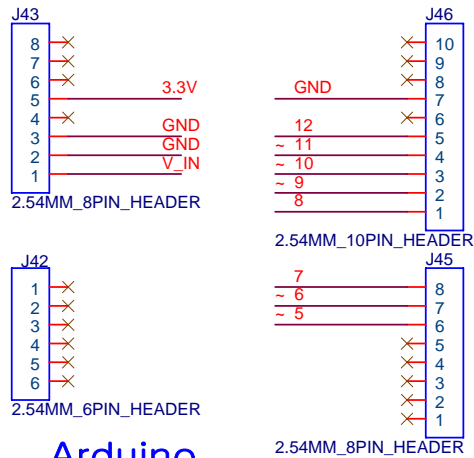 J43
8
7
6
5 3.3V
4
3 GND
2 GND
1 V_IN
2.54MM_8PIN_HEADER
J46
10
9
8
GND 7
6
12 5
~ 11 4
~ 10 3
~ 9 2
8 1
2.54MM_10PIN_HEADER
J42
1
2
3
4
5
6
2.54MM_6PIN_HEADER
J45
7 8
~ 6 7
~ 5 6
5
4
3
2
1
2.54MM_8PIN_HEADER
Arduino